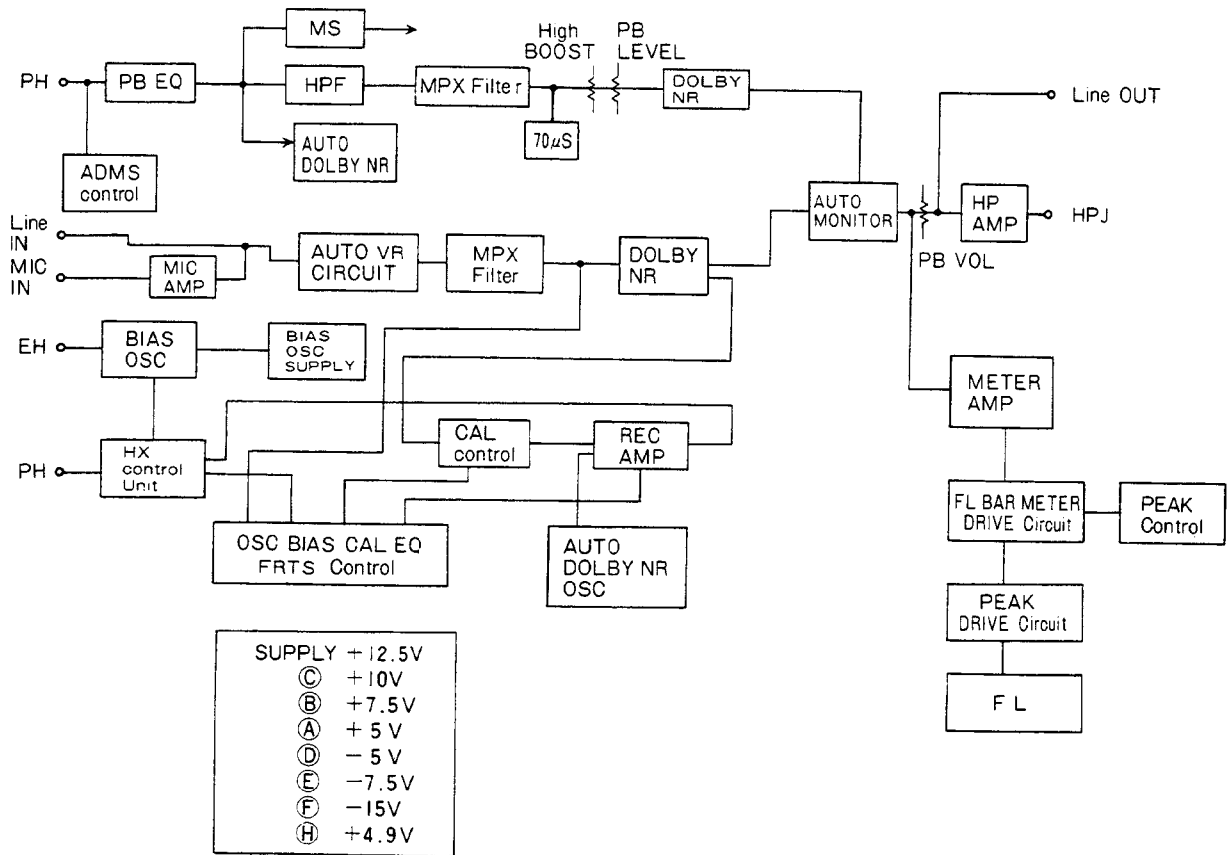 MS
High
BOOST
PB
LEVEL
PH
PB EQ
HPF
MPX Filter
DOLBY
NR
Line OUT
70μS
AUTO
DOLBY NR
ADMS
control
AUTO
MONITOR
HP
AMP
HPJ
PB VOL
Line
IN
MIC
IN
MIC
AMP
AUTO VR
CIRCUIT
MPX
Filter
DOLBY
NR
EH
BIAS
OSC
BIAS
OSC
SUPPLY
METER
AMP
PH
HX
control
Unit
CAL
control
REC
AMP
FL BAR METER
DRIVE Circuit
PEAK
Control
OSC BIAS CAL EQ
FRTS Control
AUTO
DOLBY NR
OSC
PEAK
DRIVE Circuit
FL
SUPPLY +12.5V
Ⓒ +10V
Ⓑ +7.5V
Ⓐ +5V
Ⓓ -5V
Ⓔ -7.5V
Ⓕ -15V
Ⓗ +4.9V